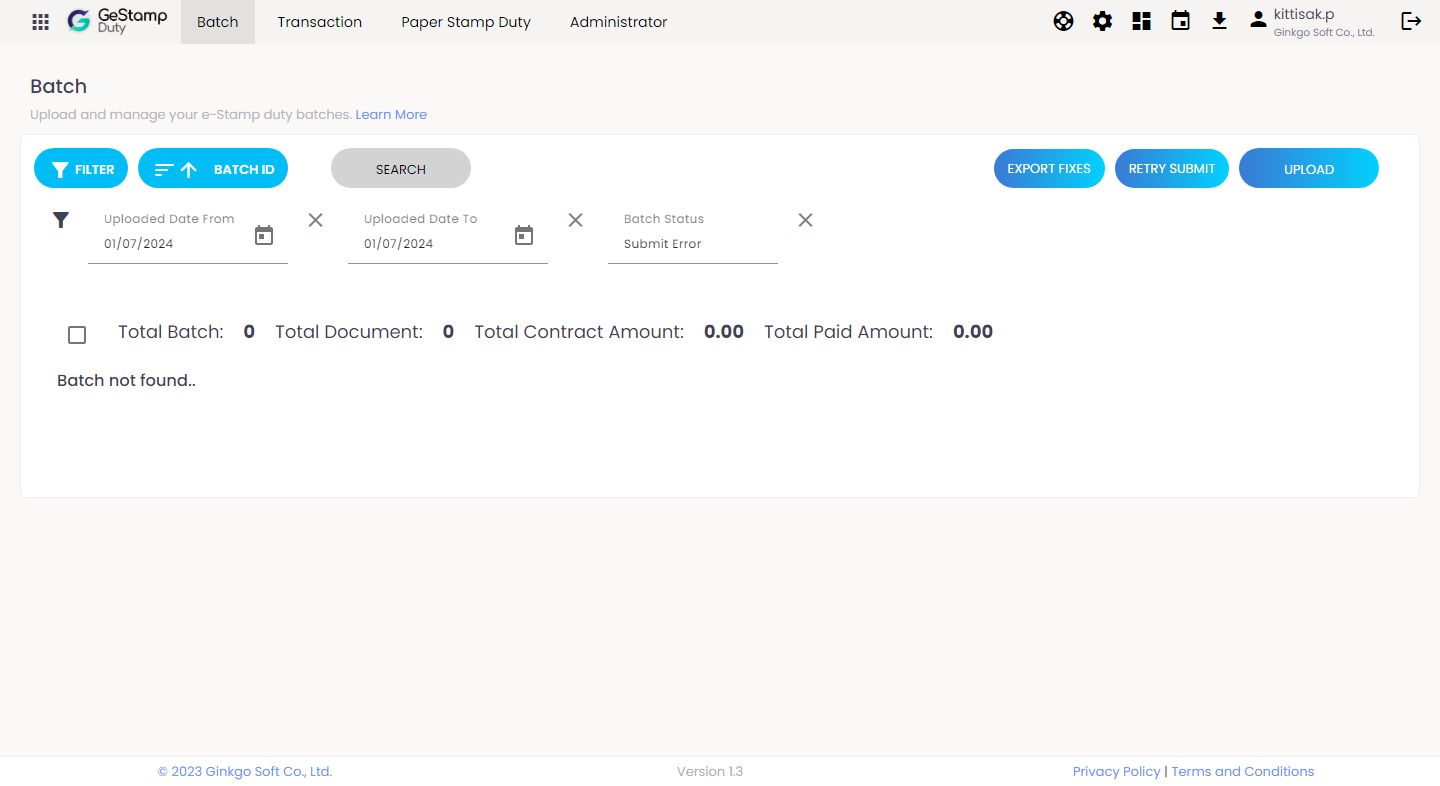 GeStamp
Duty
Batch
Transaction
Paper Stamp Duty
Administrator
kittisak.p
Ginkgo Soft Co., Ltd.
Batch
Upload and manage your e-Stamp duty batches. Learn More
FILTER
BATCH ID
SEARCH
EXPORT FIXES
RETRY SUBMIT
UPLOAD
Uploaded Date From
01/07/2024
Uploaded Date To
01/07/2024
Batch Status
Submit Error
Total Batch: 0 Total Document: 0 Total Contract Amount: 0.00 Total Paid Amount: 0.00
Batch not found..
© 2023 Ginkgo Soft Co., Ltd.
Version 1.3
Privacy Policy | Terms and Conditions